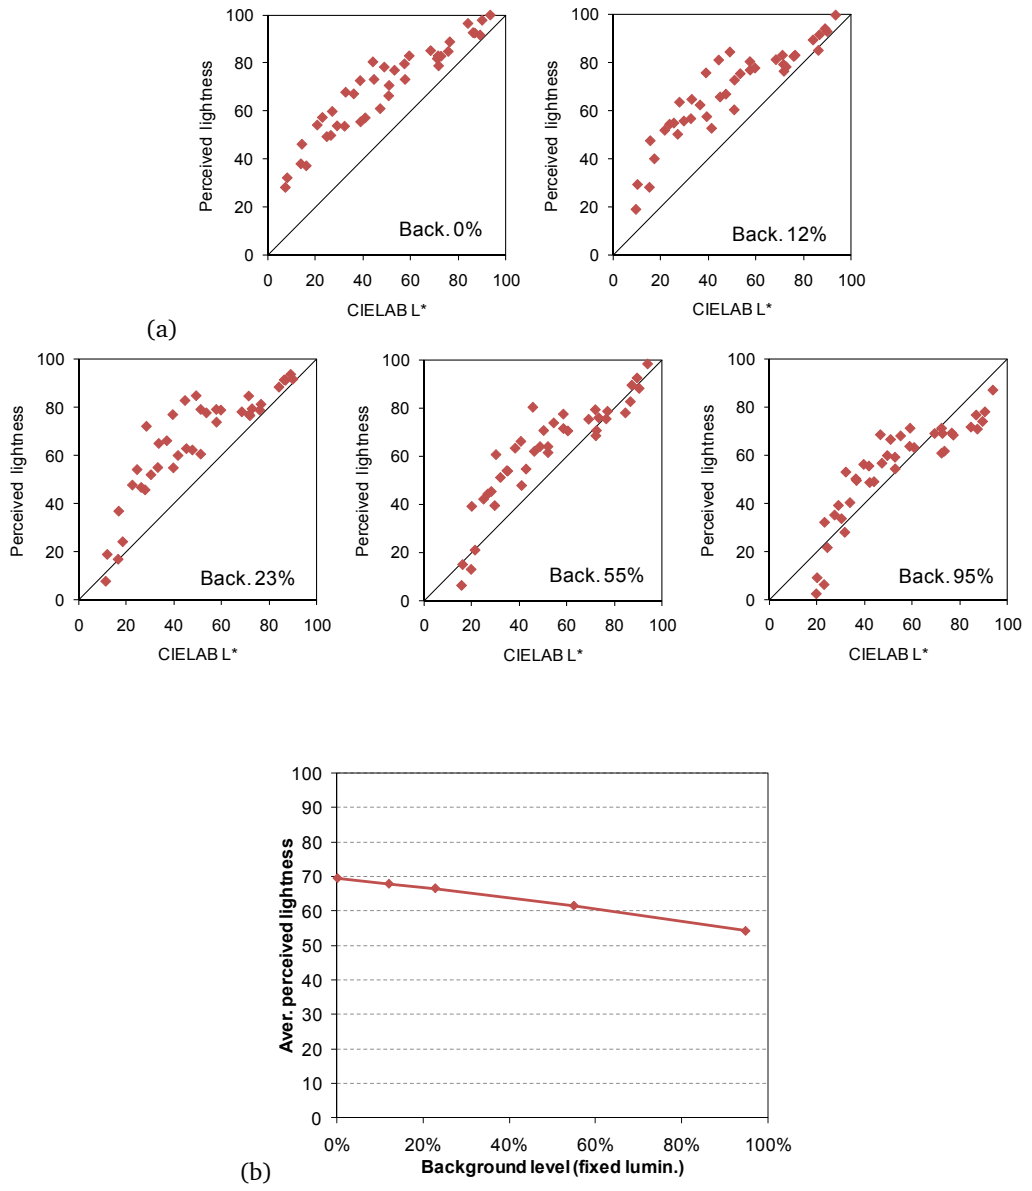 100
80
60
40
20
0
0 20 40 60 80 100
Perceived lightness
CIELAB L*
Back. 0%
100
80
60
40
20
0
0 20 40 60 80 100
Perceived lightness
CIELAB L*
Back. 12%
(a)
100
80
60
40
20
0
0 20 40 60 80 100
Perceived lightness
CIELAB L*
Back. 23%
100
80
60
40
20
0
0 20 40 60 80 100
Perceived lightness
CIELAB L*
Back. 55%
100
80
60
40
20
0
0 20 40 60 80 100
Perceived lightness
CIELAB L*
Back. 95%
100
90
80
70
60
50
40
30
20
10
0
0% 20% 40% 60% 80% 100%
Aver. perceived lightness
Background level (fixed lumin.)
(b)